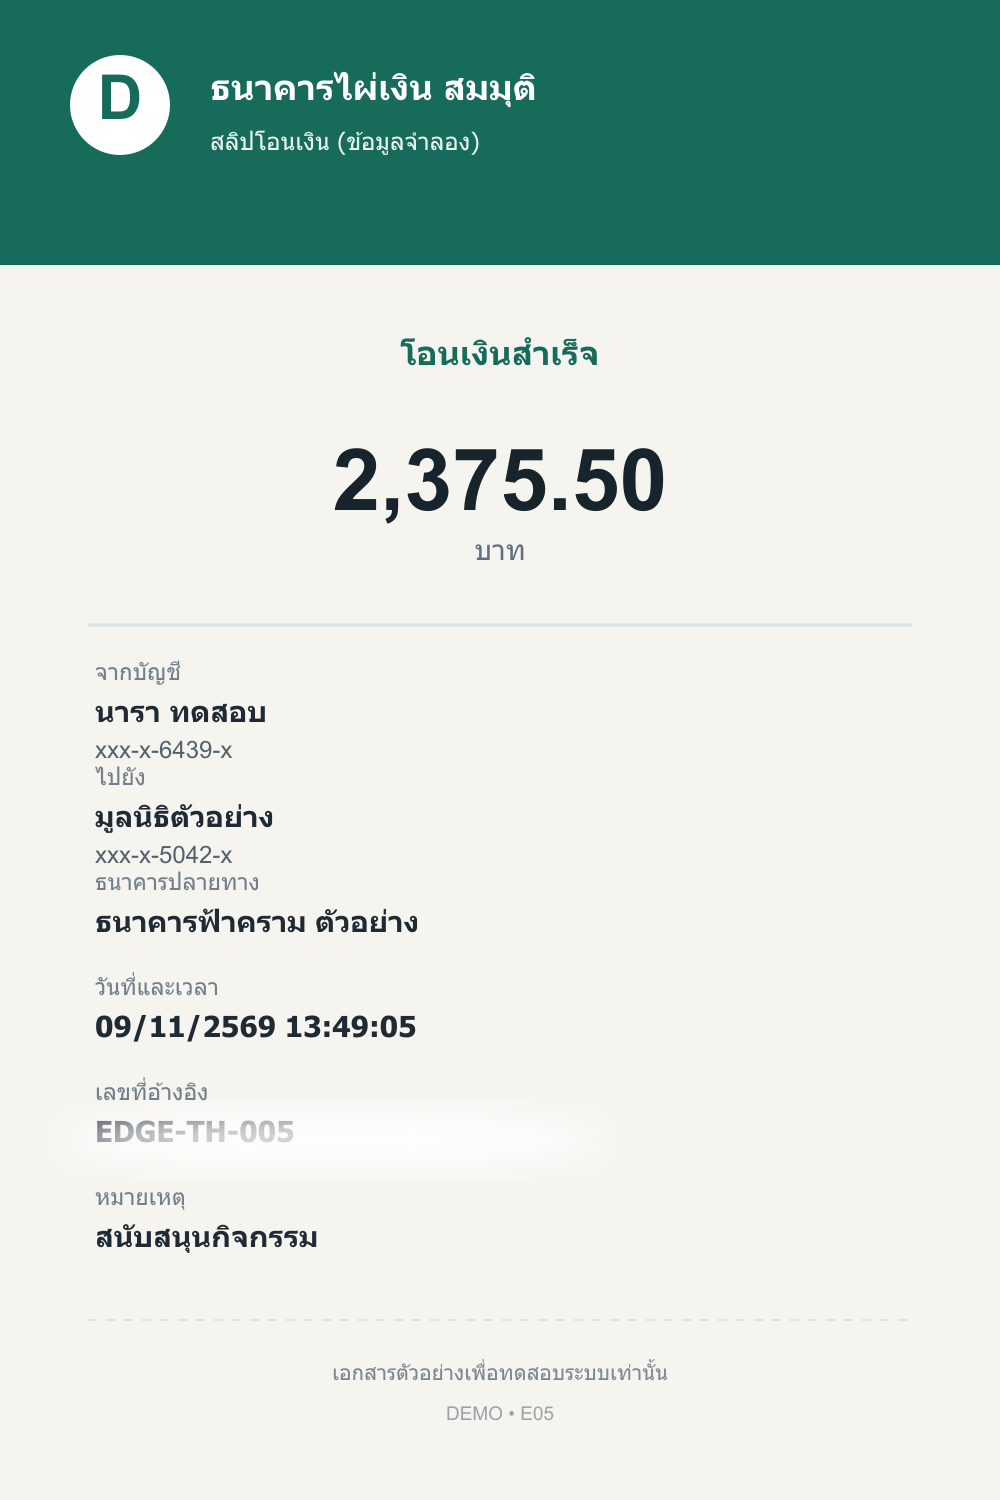 D
ธนาคารไผ่เงิน สมมุติ
สลิปโอนเงิน (ข้อมูลจำลอง)
โอนเงินสำเร็จ
2,375.50
บาท
จากบัญชี
นารา ทดสอบ
xxx-x-6439-x
ไปยัง
มูลนิธิตัวอย่าง
xxx-x-5042-x
ธนาคารปลายทาง
ธนาคารฟ้าคราม ตัวอย่าง
วันที่และเวลา
09/11/2569 13:49:05
เลขที่อ้างอิง
EDGE-TH-005
หมายเหตุ
สนับสนุนกิจกรรม
เอกสารตัวอย่างเพื่อทดสอบระบบเท่านั้น
DEMO • E05